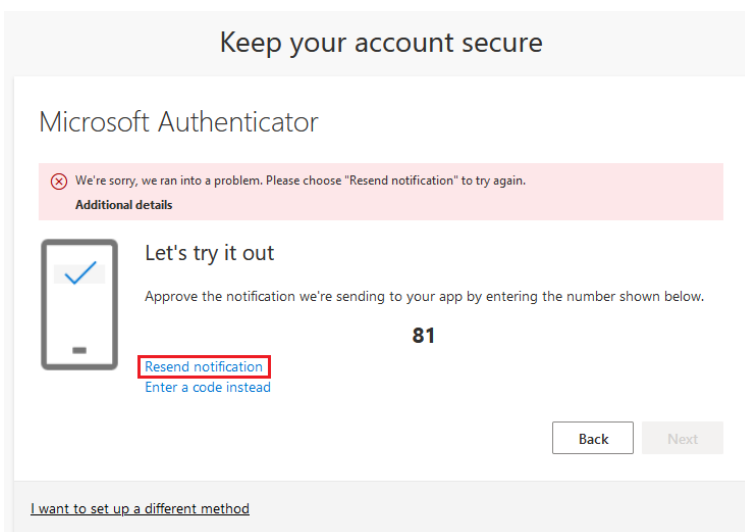 Keep your account secure
Microsoft Authenticator
We're sorry, we ran into a problem. Please choose "Resend notification" to try again.
Additional details
Let's try it out
Approve the notification we're sending to your app by entering the number shown below.
81
Resend notification
Enter a code instead
Back Next
I want to set up a different method